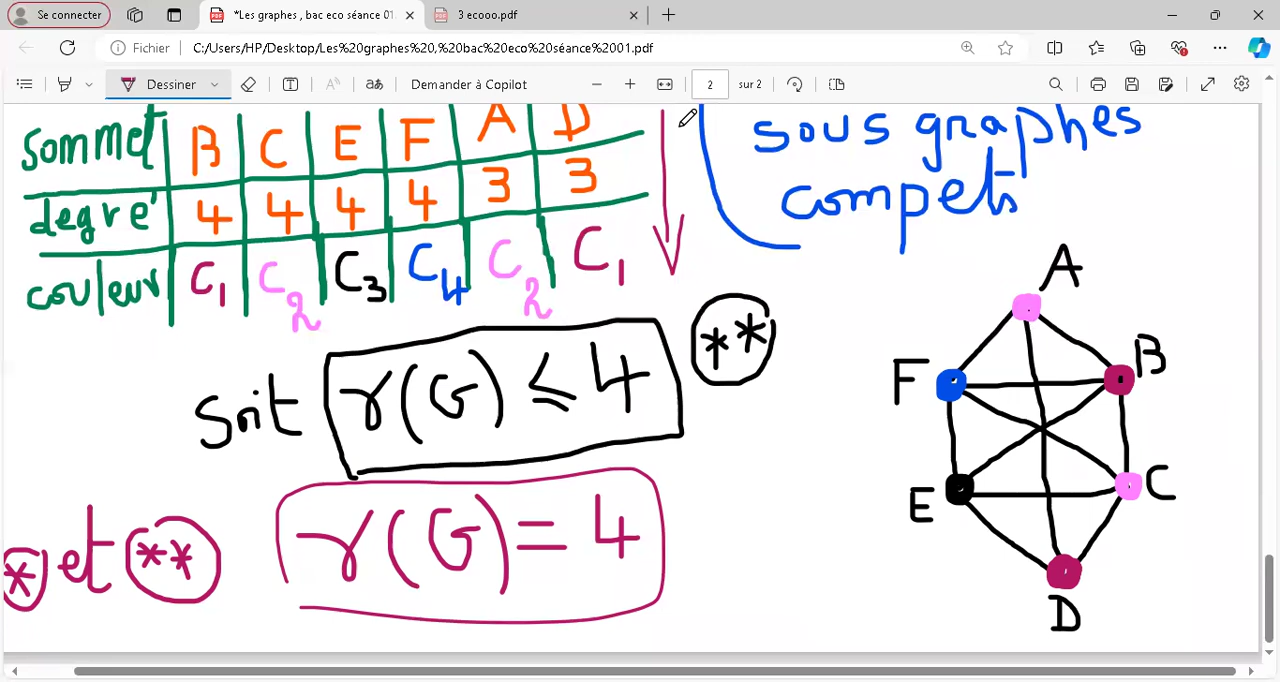 Se connecter
*Les graphes , bac eco séance 01.
3 ecooo.pdf
Fichier
C:/Users/HP/Desktop/Les%20graphes%20,%20bac%20eco%20séance%2001.pdf
Dessiner
Demander à Copilot
2
sur 2
sommet B C E F A D
degré 4 4 4 4 3 3
couleur C1 C2 C3 C4 C2 C1
sous graphes
compets
soit γ(G) ≤ 4 **
* et ** γ(G) = 4
A
B
F
C
E
D